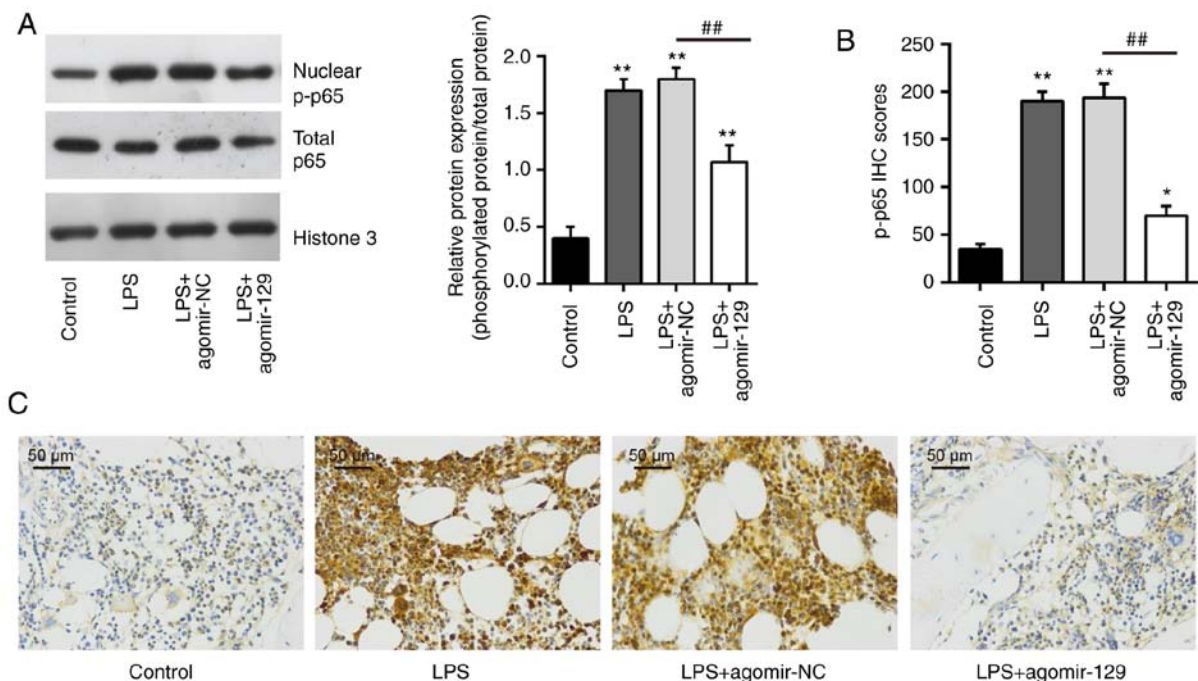 A
Nuclear
p-p65
Total
p65
Histone 3
Control
LPS
LPS+
agomir-NC
LPS+
agomir-129
Relative protein expression
(phosphorylated protein/total protein)
2.0
1.5
1.0
0.5
0.0
**
**
##
**
Control
LPS
LPS+
agomir-NC
LPS+
agomir-129
B
p-p65 IHC scores
250
200
150
100
50
0
**
**
##
*
Control
LPS
LPS+
agomir-NC
LPS+
agomir-129
C
50 μm
50 μm
50 μm
50 μm
Control
LPS
LPS+agomir-NC
LPS+agomir-129